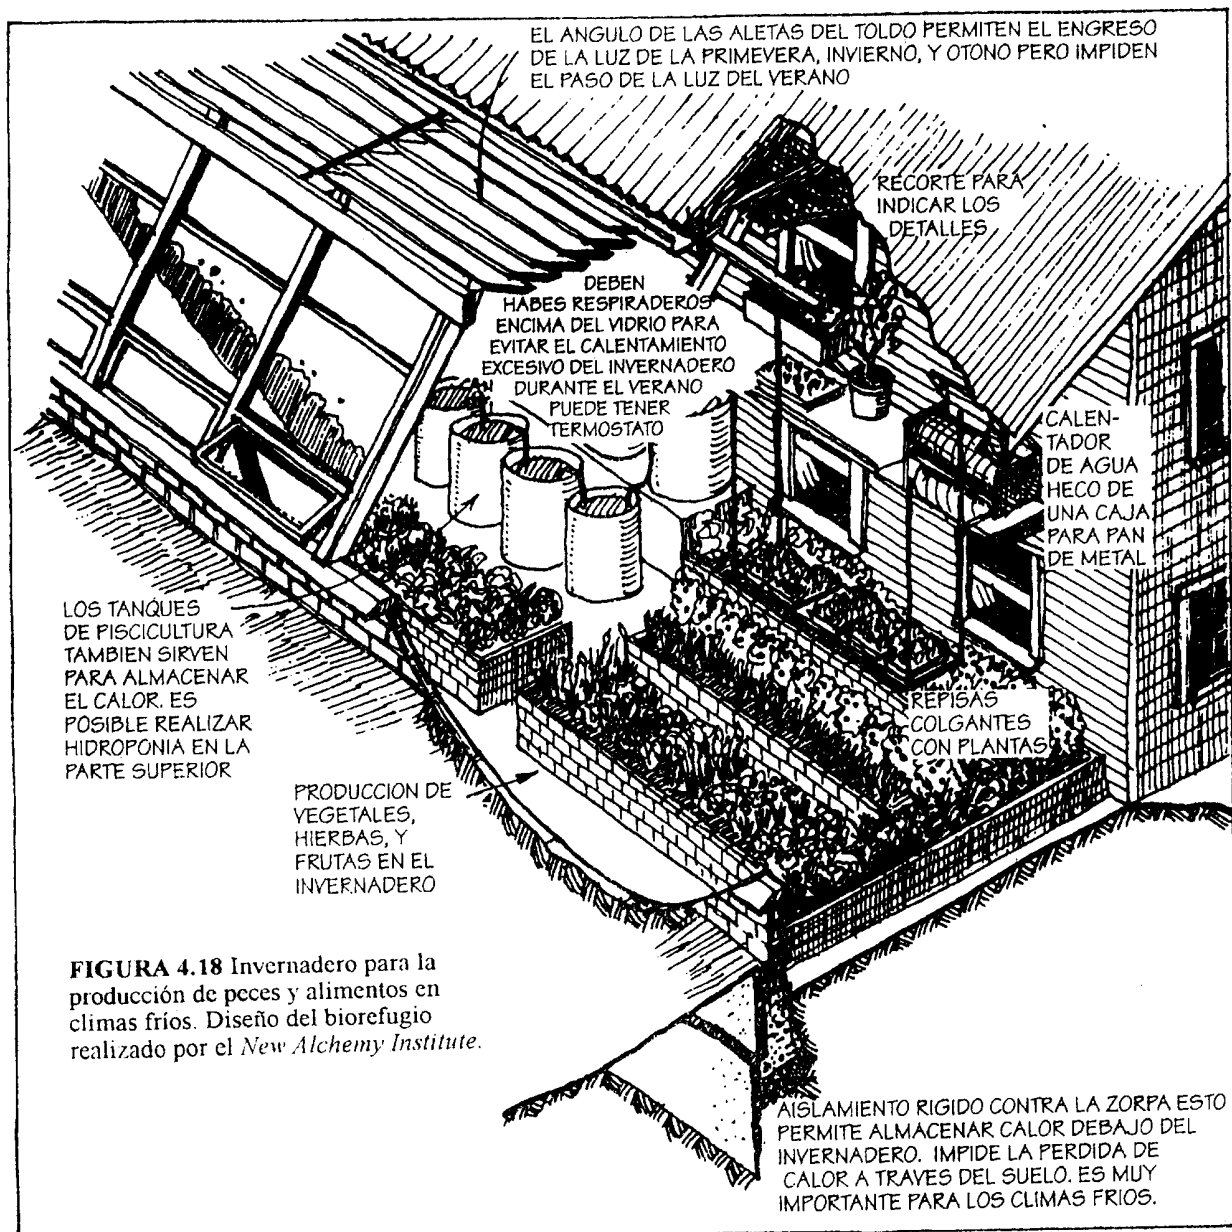 EL ANGULO DE LAS ALETAS DEL TOLDO PERMITEN EL ENGRESO
DE LA LUZ DE LA PRIMEVERA, INVIERNO, Y OTONO PERO IMPIDEN
EL PASO DE LA LUZ DEL VERANO
RECORTE PARA
INDICAR LOS
DETALLES
DEBEN
HABES RESPIRADEROS
ENCIMA DEL VIDRIO PARA
EVITAR EL CALENTAMIENTO
EXCESIVO DEL INVERNADERO
DURANTE EL VERANO
PUEDE TENER
TERMOSTATO
CALEN-
TADOR
DE AGUA
HECO DE
UNA CAJA
PARA PAN
DE METAL
LOS TANQUES
DE PISCICULTURA
TAMBIEN SIRVEN
PARA ALMACENAR
EL CALOR. ES
POSIBLE REALIZAR
HIDROPONIA EN LA
PARTE SUPERIOR
REPISAS
COLGANTES
CON PLANTAS
PRODUCCION DE
VEGETALES,
HIERBAS, Y
FRUTAS EN EL
INVERNADERO
FIGURA 4.18 Invernadero para la
producción de peces y alimentos en
climas fríos. Diseño del biorefugio
realizado por el New Alchemy Institute.
AISLAMIENTO RIGIDO CONTRA LA ZORPA ESTO
PERMITE ALMACENAR CALOR DEBAJO DEL
INVERNADERO. IMPIDE LA PERDIDA DE
CALOR A TRAVES DEL SUELO. ES MUY
IMPORTANTE PARA LOS CLIMAS FRIOS.